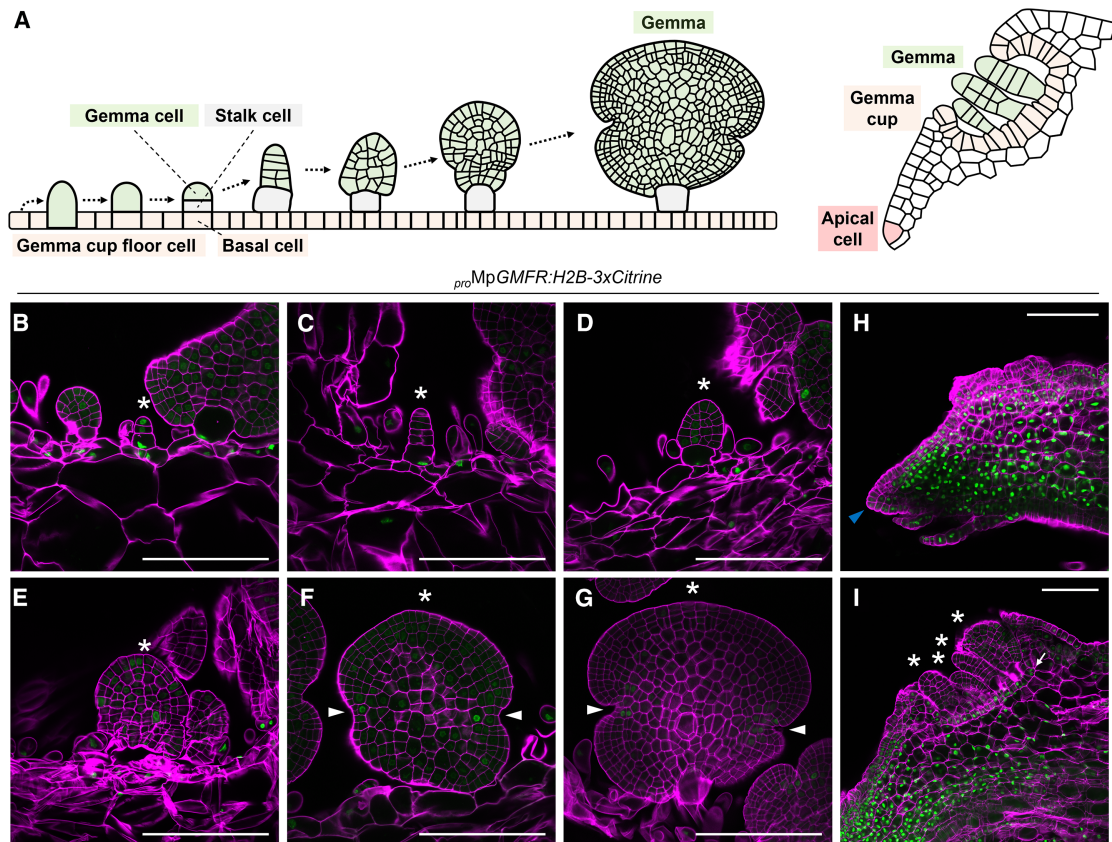 A
Gemma
Gemma cell
Stalk cell
Gemma cup floor cell
Basal cell
Gemma
Gemma
cup
Apical
cell
proMpGMFR:H2B-3xCitrine
B
*
C
*
D
*
H
E
*
F
*
G
*
I
*
*
*
*